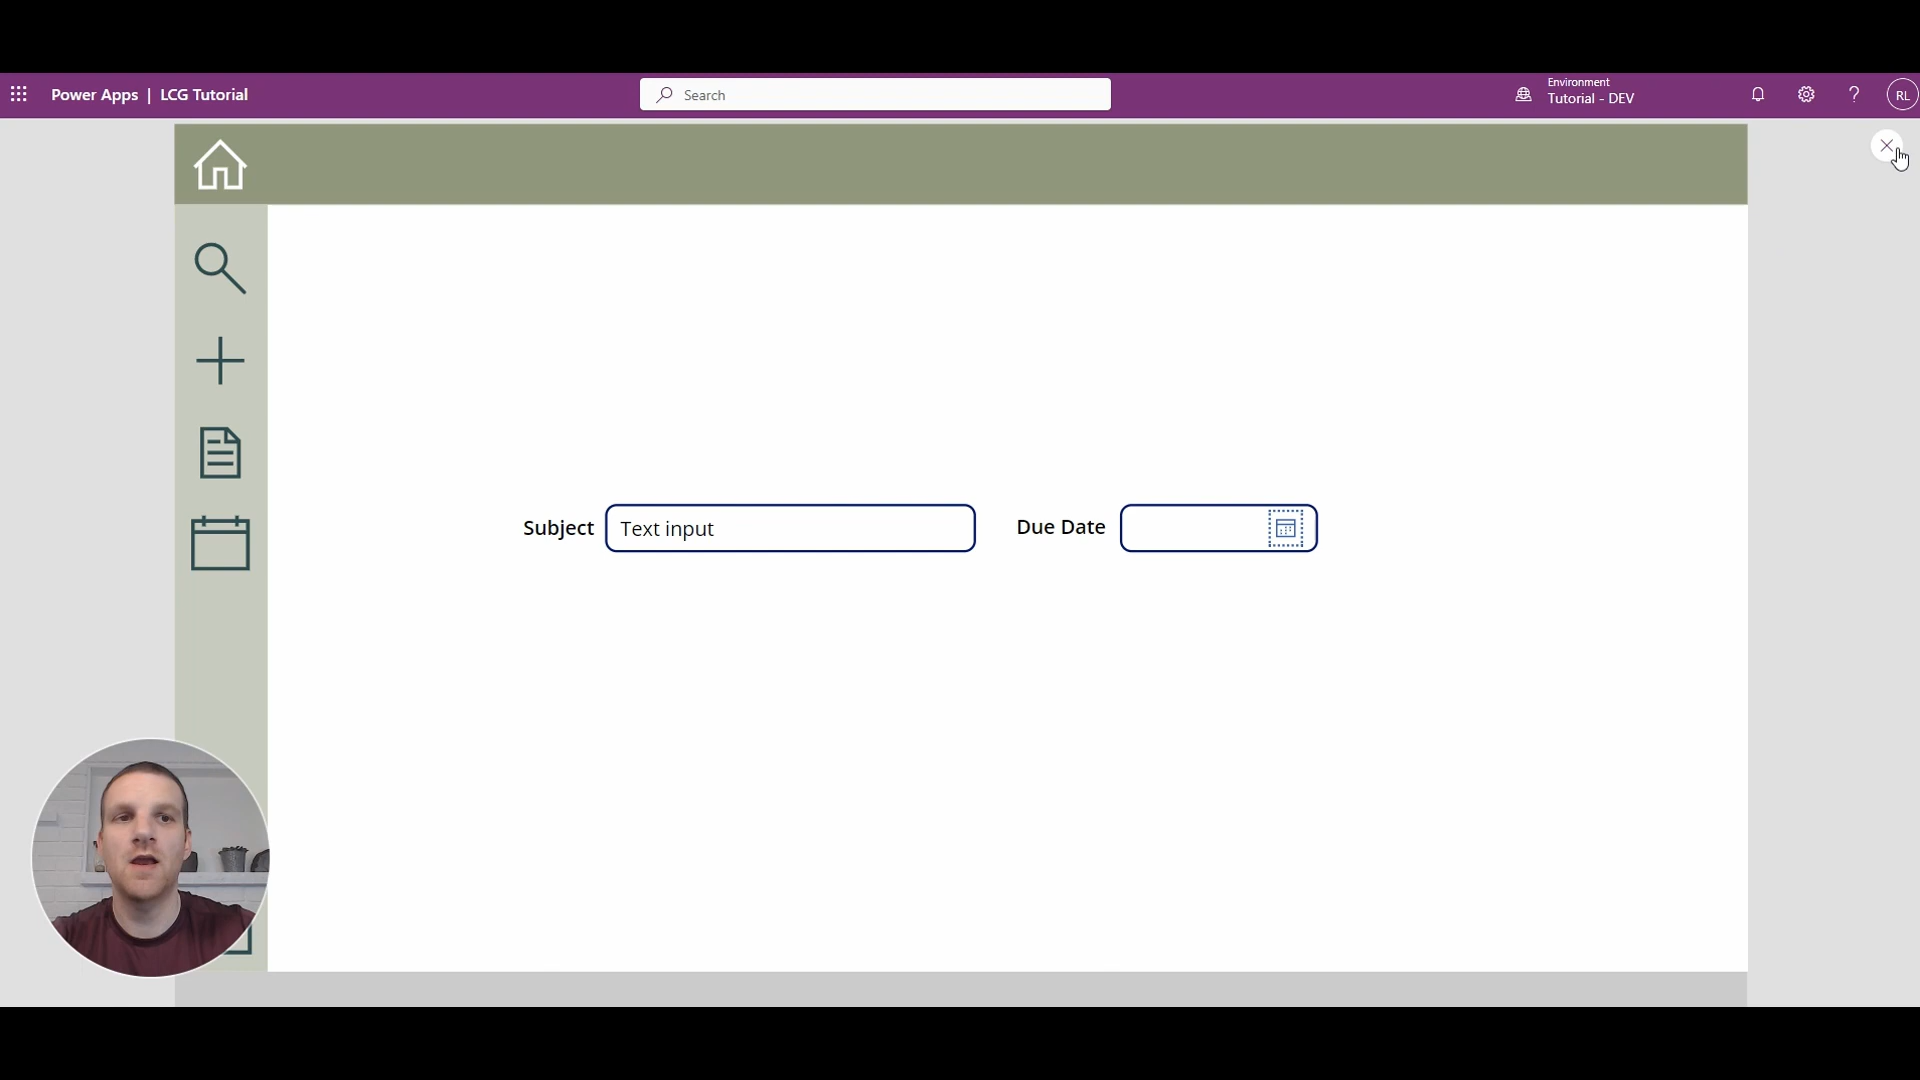 Power Apps | LCG Tutorial
Search
Environment
Tutorial - DEV
?
RL
Subject
Text input
Due Date